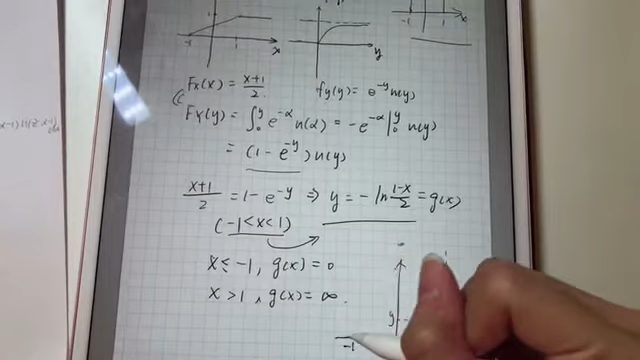 x
y
x
Fx(x) = x+1/2
fy(y) = e^-y u(y)
Fy(y) = ∫₀^y e^-α u(α) = -e^-α |₀^y u(y)
= (1 - e^-y) u(y)
x+1/2 = 1 - e^-y ⇒ y = -ln 1-x/2 = g(x)
(-1 < x < 1)
x ≤ -1, g(x) = 0
x > 1, g(x) = ∞.
y
-1